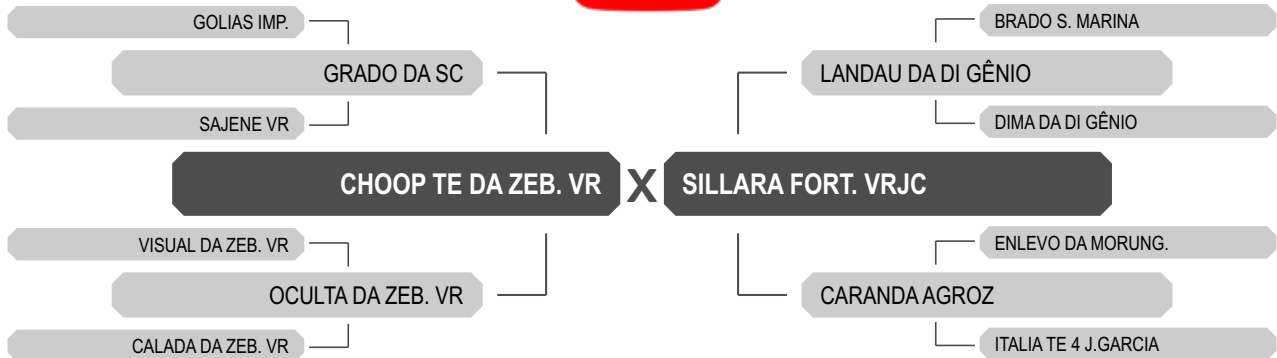 GOLIAS IMP.
BRADO S. MARINA
GRADO DA SC
LANDAU DA DI GÊNIO
SAJENE VR
DIMA DA DI GÊNIO
CHOOP TE DA ZEB. VR X SILLARA FORT. VRJC
VISUAL DA ZEB. VR
ENLEVO DA MORUNG.
OCULTA DA ZEB. VR
CARANDA AGROZ
CALADA DA ZEB. VR
ITALIA TE 4 J.GARCIA